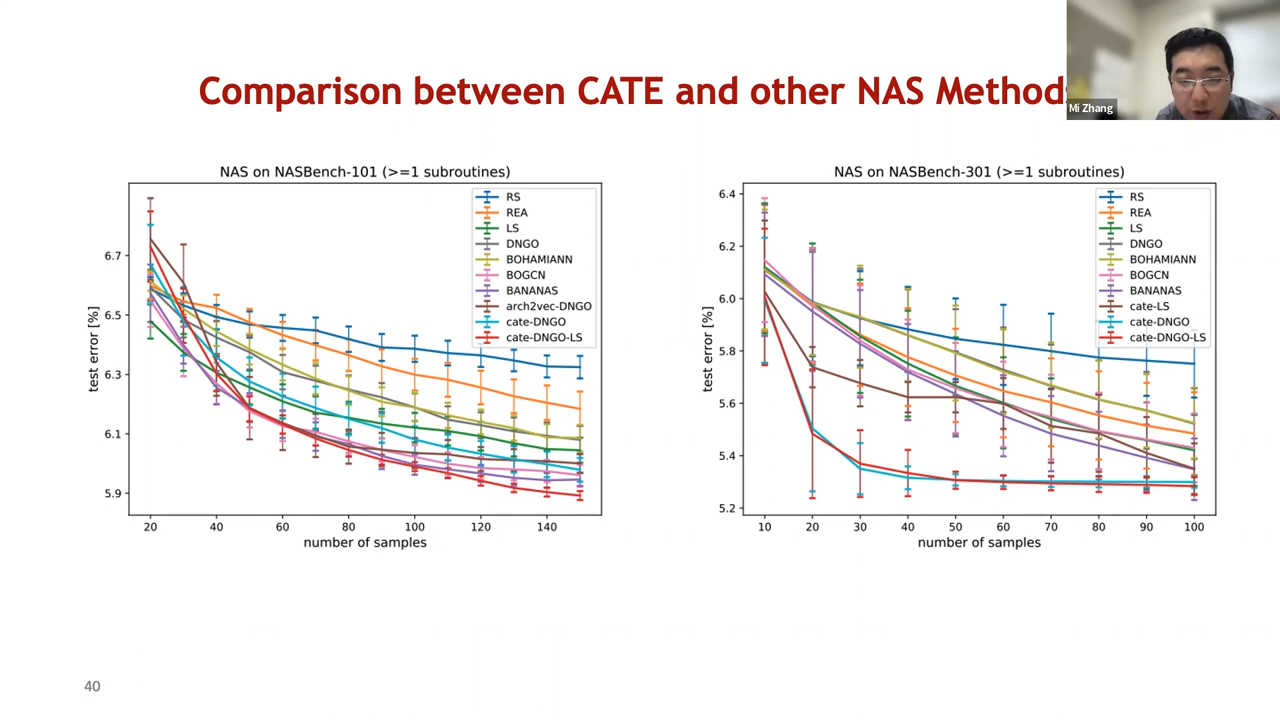 Comparison between CATE and other NAS Method
Mi Zhang
NAS on NASBench-101 (>=1 subroutines)
test error [%]
6.7
6.5
6.3
6.1
5.9
20 40 60 80 100 120 140
number of samples
RS
REA
LS
DNGO
BOHAMIANN
BOGCN
BANANAS
arch2vec-DNGO
cate-DNGO
cate-DNGO-LS
NAS on NASBench-301 (>=1 subroutines)
test error [%]
6.4
6.2
6.0
5.8
5.6
5.4
5.2
10 20 30 40 50 60 70 80 90 100
number of samples
RS
REA
LS
DNGO
BOHAMIANN
BOGCN
BANANAS
cate-LS
cate-DNGO
cate-DNGO-LS
40